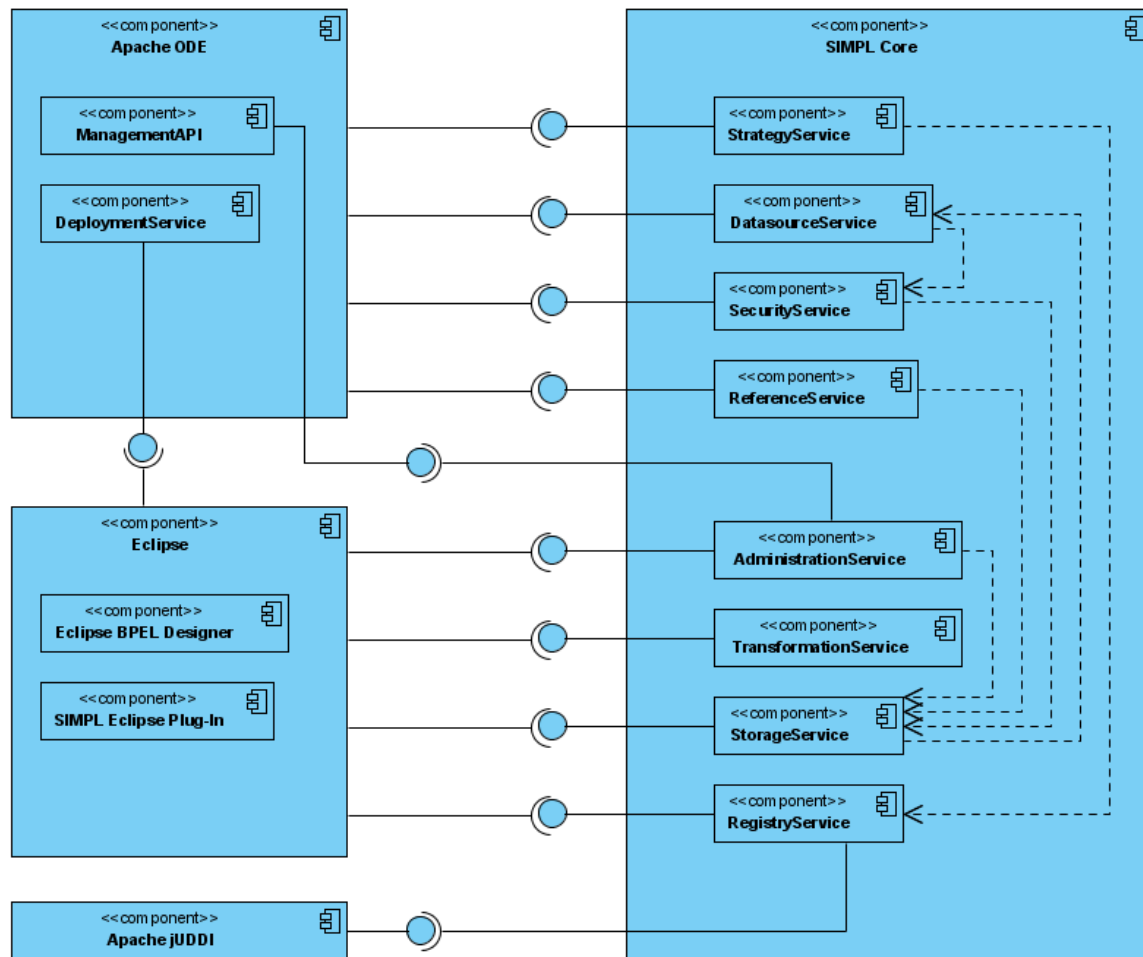 <<component>>
Apache ODE
<<component>>
ManagementAPI
<<component>>
DeploymentService
<<component>>
Eclipse
<<component>>
Eclipse BPEL Designer
<<component>>
SIMPL Eclipse Plug-In
<<component>>
Apache jUDDI
<<component>>
SIMPL Core
<<component>>
StrategyService
<<component>>
DatasourceService
<<component>>
SecurityService
<<component>>
ReferenceService
<<component>>
AdministrationService
<<component>>
TransformationService
<<component>>
StorageService
<<component>>
RegistryService